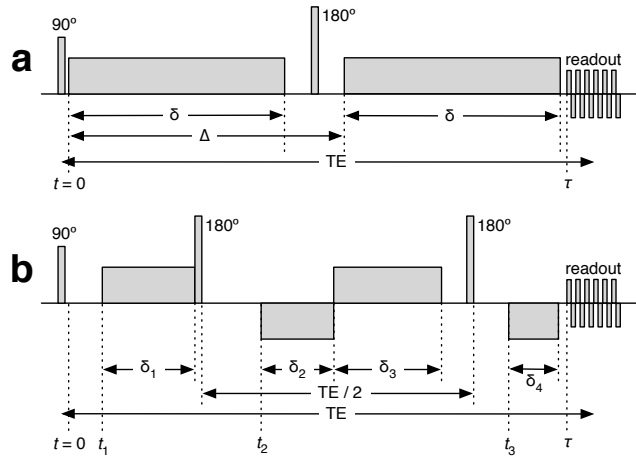 90º
180º
a
readout
δ
δ
Δ
TE
t = 0
τ
90º
180º
180º
b
readout
δ1
δ2
δ3
δ4
TE / 2
TE
t = 0
t1
t2
t3
τ